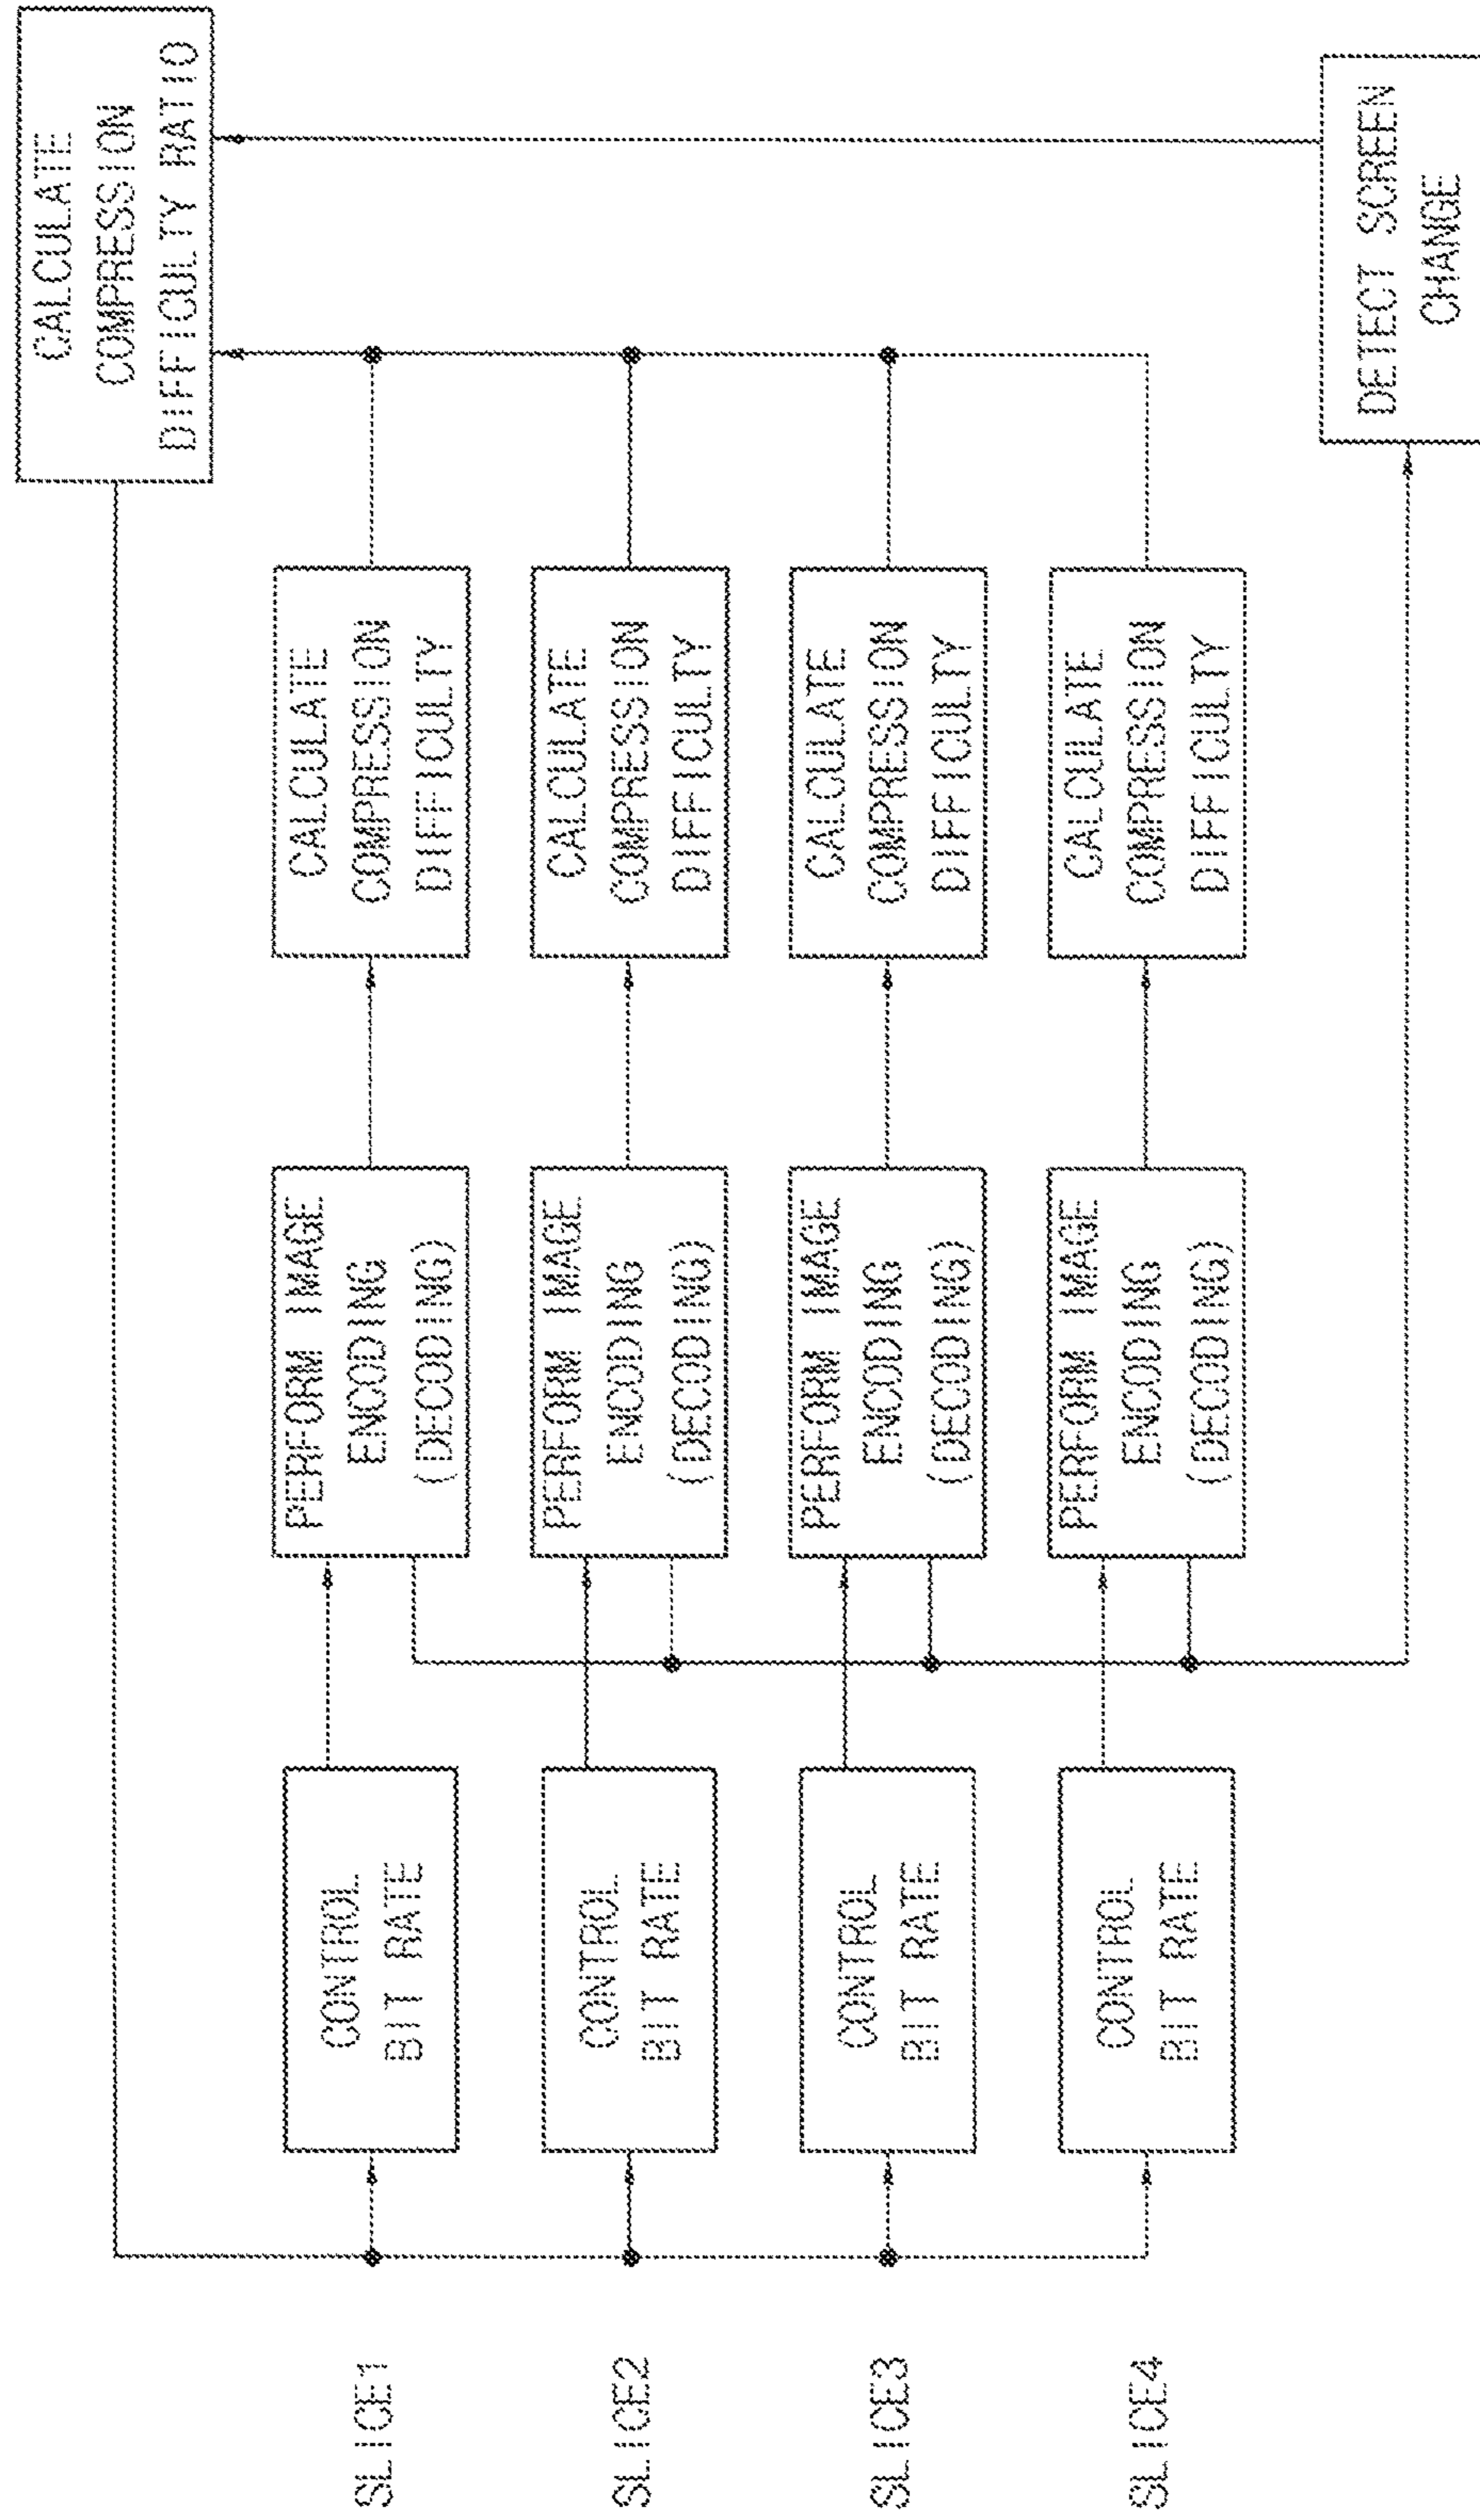 CALCULATE
COMPRESSION
DIFFICULTY RATIO
SLICE1
CONTROL
BIT RATE
PERFORM IMAGE
ENCODING
(DECODING)
CALCULATE
COMPRESSION
DIFFICULTY
SLICE2
CONTROL
BIT RATE
PERFORM IMAGE
ENCODING
(DECODING)
CALCULATE
COMPRESSION
DIFFICULTY
SLICE3
CONTROL
BIT RATE
PERFORM IMAGE
ENCODING
(DECODING)
CALCULATE
COMPRESSION
DIFFICULTY
SLICE4
CONTROL
BIT RATE
PERFORM IMAGE
ENCODING
(DECODING)
CALCULATE
COMPRESSION
DIFFICULTY
DETECT SCREEN
CHANGE